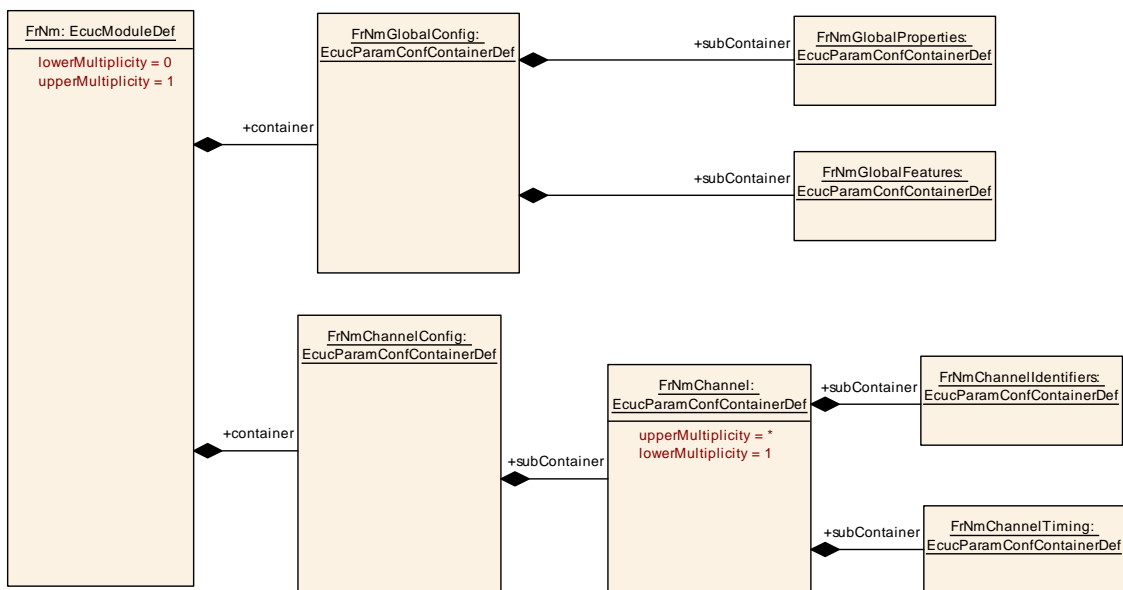 FrNm: EcucModuleDef
lowerMultiplicity = 0
upperMultiplicity = 1
+container
FrNmGlobalConfig:
EcucParamConfContainerDef
+subContainer
FrNmGlobalProperties:
EcucParamConfContainerDef
+subContainer
FrNmGlobalFeatures:
EcucParamConfContainerDef
+container
FrNmChannelConfig:
EcucParamConfContainerDef
+subContainer
FrNmChannel:
EcucParamConfContainerDef
upperMultiplicity = *
lowerMultiplicity = 1
+subContainer
FrNmChannelIdentifiers:
EcucParamConfContainerDef
+subContainer
FrNmChannelTiming:
EcucParamConfContainerDef